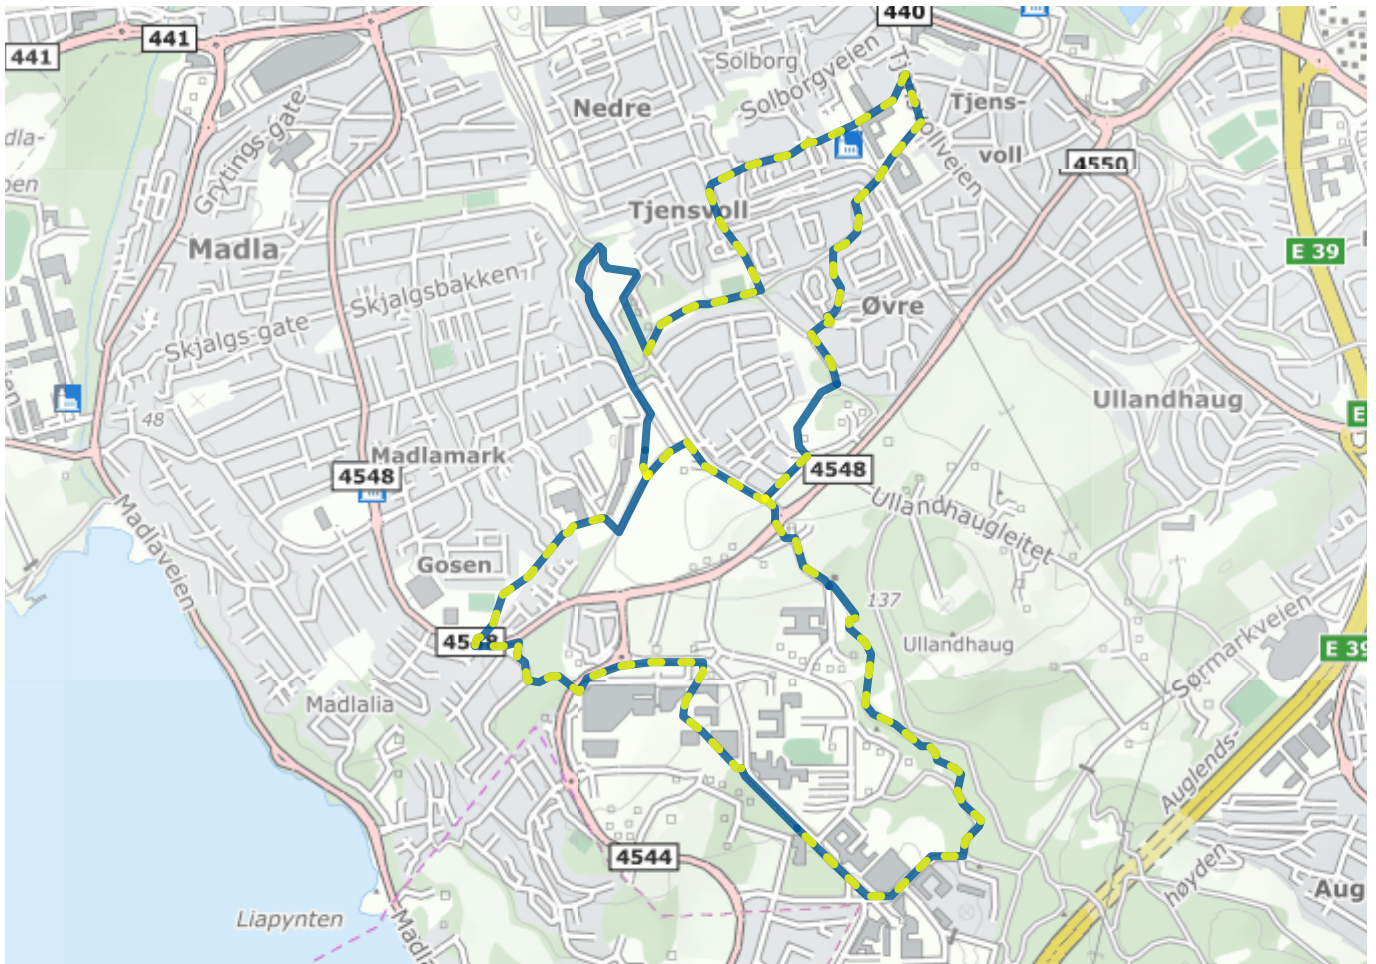 440
441
441
Solborg
Solborgveien
Nedre
Tjens-
voll
4550
Grytings gate
Tjensvoll
Madla
E 39
Skjalgsbakken
Øvre
Skjalgs gate
Ullandhaug
48
Madlamark
4548
4548
Ullandhaugleitet
Madlaveien
Gosen
137
4548
Ullandhaug
Sørmarkveien
E 39
Madlalia
Auglends-
høyden
4544
Liapynten